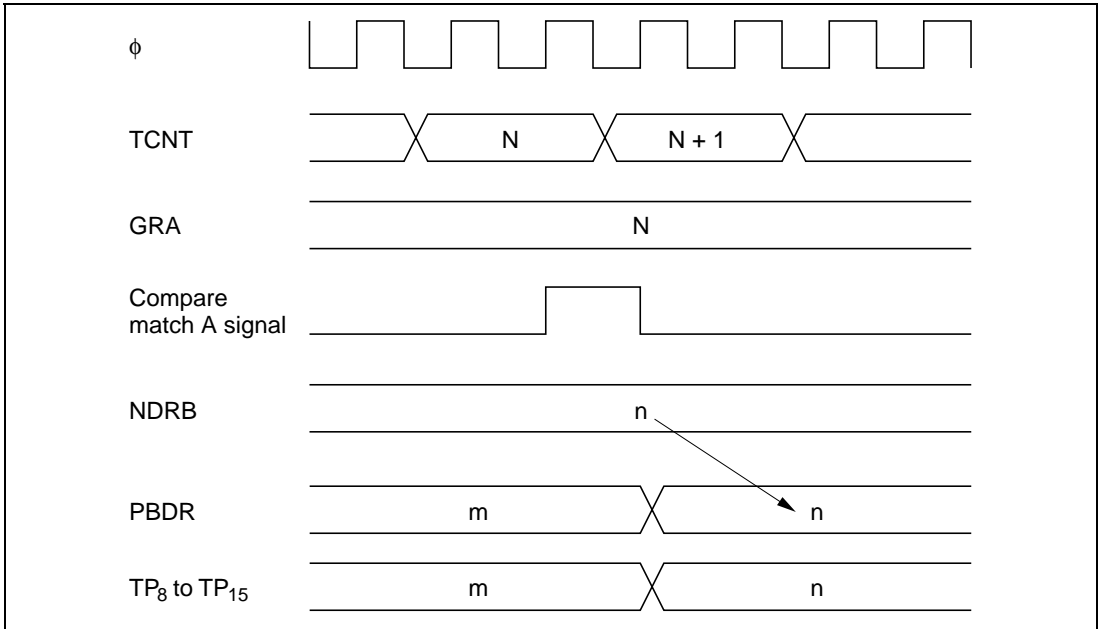 ϕ
TCNT N N + 1
GRA N
Compare
match A signal
NDRB n
PBDR m n
TP8 to TP15 m n